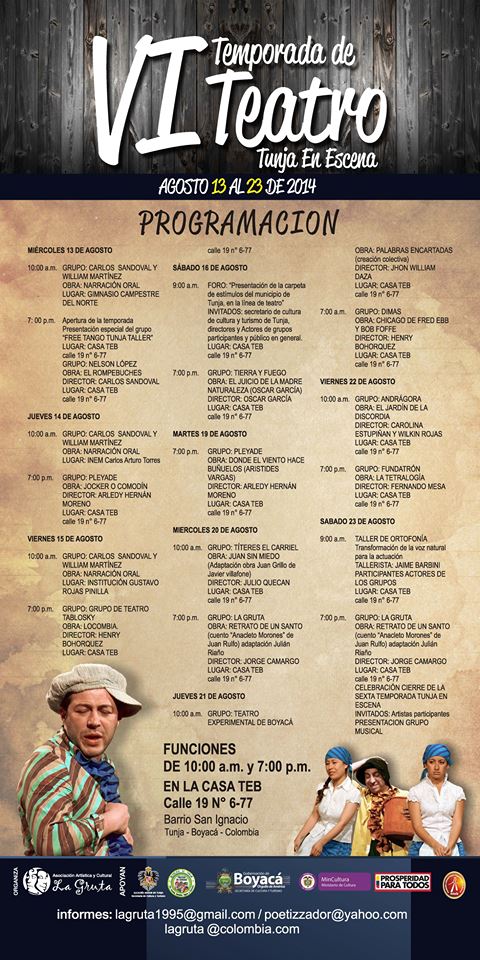 VI Temporada de
Teatro
Tunja En Escena
AGOSTO 13 AL 23 DE 2014
PROGRAMACION
MIÉRCOLES 13 DE AGOSTO
10:00 a.m. GRUPO: CARLOS SANDOVAL Y
WILLIAM MARTÍNEZ
OBRA: NARRACIÓN ORAL
LUGAR: GIMNASIO CAMPESTRE
DEL NORTE
7: 00 p.m. Apertura de la temporada
Presentación especial del grupo
"FREE TANGO TUNJA TALLER"
LUGAR: CASA TEB
calle 19 n° 6-77
GRUPO: NELSON LÓPEZ
OBRA: EL ROMPEBUCHES
DIRECTOR: CARLOS SANDOVAL
LUGAR: CASA TEB
calle 19 n° 6-77
JUEVES 14 DE AGOSTO
10:00 a.m. GRUPO: CARLOS SANDOVAL Y
WILLIAM MARTÍNEZ
OBRA: NARRACIÓN ORAL
LUGAR: INEM Carlos Arturo Torres
7:00 p.m. GRUPO: PLEYADE
OBRA: JOCKER O COMODÍN
DIRECTOR: ARLEDY HERNÁN
MORENO
LUGAR: CASA TEB
calle 19 n° 6-77
VIERNES 15 DE AGOSTO
10:00 a.m. GRUPO: CARLOS SANDOVAL Y
WILLIAM MARTÍNEZ
OBRA: NARRACIÓN ORAL
LUGAR: INSTITUCIÓN GUSTAVO
ROJAS PINILLA
7:00 p.m. GRUPO: GRUPO DE TEATRO
TABLOSKY
OBRA: LOCOMBIA.
DIRECTOR: HENRY
BOHORQUEZ
LUGAR: CASA TEB
calle 19 n° 6-77
SÁBADO 16 DE AGOSTO
9:00 a.m. FORO: "Presentación de la carpeta
de estímulos del municipio de
Tunja, en la línea de teatro"
INVITADOS: secretario de cultura
de cultura y turismo de Tunja,
directores y Actores de grupos
participantes y público en general.
LUGAR: CASA TEB
calle 19 n° 6-77
7:00 p.m. GRUPO: TIERRA Y FUEGO
OBRA: EL JUICIO DE LA MADRE
NATURALEZA (OSCAR GARCÍA)
DIRECTOR: OSCAR GARCÍA
LUGAR: CASA TEB
calle 19 n° 6-77
MARTES 19 DE AGOSTO
7:00 p.m. GRUPO: PLEYADE
OBRA: DONDE EL VIENTO HACE
BUÑUELOS (ARISTIDES
VARGAS)
DIRECTOR: ARLEDY HERNÁN
MORENO
LUGAR: CASA TEB
calle 19 n° 6-77
MIERCOLES 20 DE AGOSTO
10:00 a.m. GRUPO: TÍTERES EL CARRIEL
OBRA: JUAN SIN MIEDO
(Adaptación obra Juan Grillo de
Javier villafone)
DIRECTOR: JULIO QUECAN
LUGAR: CASA TEB
calle 19 n° 6-77
7:00 p.m. GRUPO: LA GRUTA
OBRA: RETRATO DE UN SANTO
(cuento "Anacleto Morones" de
de Juan Rulfo) adaptación Julián
Riaño
DIRECTOR: JORGE CAMARGO
LUGAR: CASA TEB
calle 19 n° 6-77
JUEVES 21 DE AGOSTO
10:00 a.m. GRUPO: TEATRO
EXPERIMENTAL DE BOYACÁ
OBRA: PALABRAS ENCARTADAS
(creación colectiva)
DIRECTOR: JHON WILLIAM
DAZA
LUGAR: CASA TEB
calle 19 n° 6-77
7:00 a.m. GRUPO: DIMAS
OBRA: CHICAGO DE FRED EBB
Y BOB FOFFE
DIRECTOR: HENRY
BOHORQUEZ
LUGAR: CASA TEB
calle 19 n° 6-77
VIERNES 22 DE AGOSTO
10:00 a.m. GRUPO: ANDRÁGORA
OBRA: EL JARDÍN DE LA
DISCORDIA
DIRECTOR: CAROLINA
ESTUPIÑAN Y WILKIN ROJAS
LUGAR: CASA TEB
calle 19 n° 6-77
7:00 p.m. GRUPO: FUNDATRÓN
OBRA: LA TETRALOGÍA
DIRECTOR: FERNANDO MESA
LUGAR: CASA TEB
calle 19 n° 6-77
SABADO 23 DE AGOSTO
9:00 a.m. TALLER DE ORTOFONÍA
Transformación de la voz natural
para la actuación
TALLERISTA: JAIME BARBINI
PARTICIPANTES ACTORES DE
LOS GRUPOS
LUGAR: CASA TEB
calle 19 n° 6-77
7:00 p.m. GRUPO: LA GRUTA
OBRA: RETRATO DE UN SANTO
(cuento "Anacleto Morones" de
de Juan Rulfo) adaptación Julián
Riaño
DIRECTOR: JORGE CAMARGO
LUGAR: CASA TEB
calle 19 n° 6-77
CELEBRACIÓN CIERRE DE LA
SEXTA TEMPORADA TUNJA EN
ESCENA
INVITADOS: Artistas participantes
PRESENTACION GRUPO
MUSICAL
FUNCIONES
DE 10:00 a.m. y 7:00 p.m.
EN LA CASA TEB
Calle 19 N° 6-77
Barrio San Ignacio
Tunja - Boyacá - Colombia
ORGANIZA
Asociación Artística y Cultural
La Gruta
APOYAN
Boyacá
MinCultura
Ministerio de Cultura
PROSPERIDAD
PARA TODOS
informes: lagruta1995@gmail.com / poetizzador@yahoo.com
lagruta @colombia.com